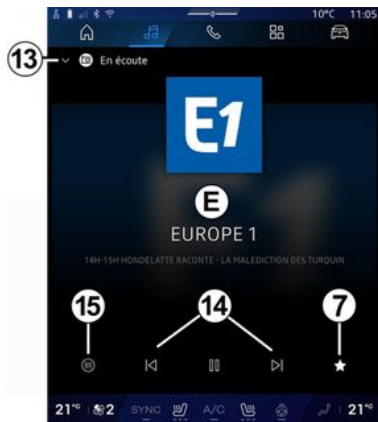 10°C 11:05
13
En écoute
E1
E
EUROPE 1
14H-15H HONDELATTE RACONTE - LA MALEDICTION DES TURQUIN
15
14
7
21°° 2 SYNC A/C 21°°